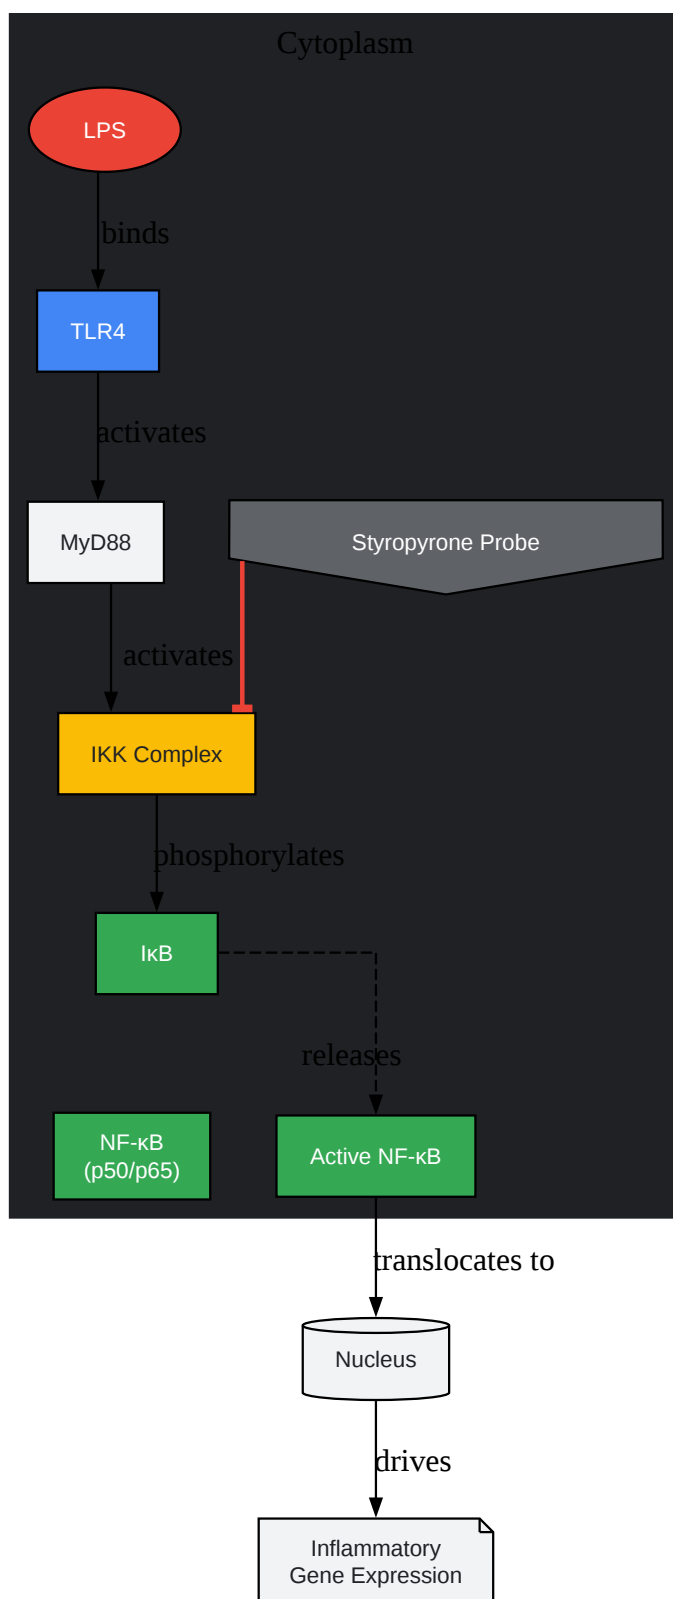 Cytoplasm
LPS
binds
TLR4
activates
MyD88
Styropyrone Probe
activates
IKK Complex
phosphorylates
IκB
releases
NF-κB
(p50/p65)
Active NF-κB
translocates to
Nucleus
drives
Inflammatory
Gene Expression